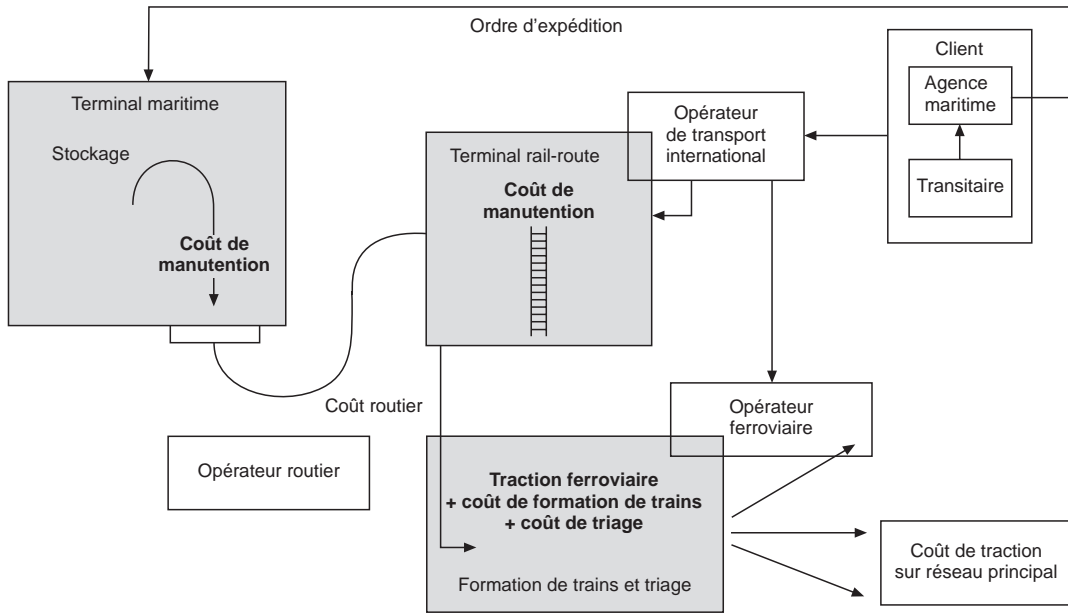 Ordre d'expédition
Client
Agence
maritime
Transitaire
Terminal maritime
Stockage
Coût de
manutention
Opérateur
de transport
international
Terminal rail-route
Coût de
manutention
Coût routier
Opérateur routier
Opérateur
ferroviaire
Traction ferroviaire
+ coût de formation de trains
+ coût de triage
Formation de trains et triage
Coût de traction
sur réseau principal